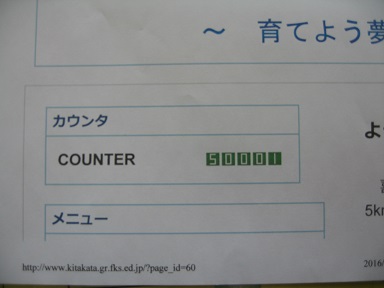 ～ 育てよう夢
カウンタ
よ
COUNTER 50001
メニュー
5k
http://www.kitakata.gr.fks.ed.jp/?page_id=60
2016/